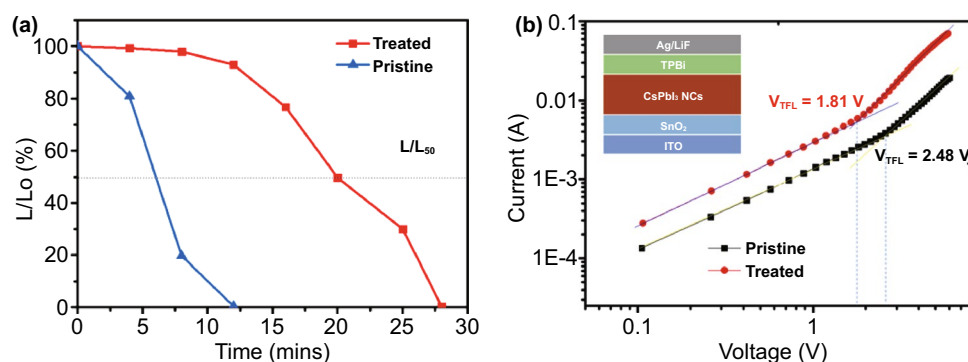 (a)
100
80
60
40
20
0
L/Lo (%)
Treated
Pristine
L/L₅₀
0 5 10 15 20 25 30
Time (mins)
(b)
0.1
0.01
1E-3
1E-4
Current (A)
Ag/LiF
TPBi
CsPbI₃ NCs
SnO₂
ITO
V_TFL = 1.81 V
V_TFL = 2.48 V
Pristine
Treated
0.1 1
Voltage (V)